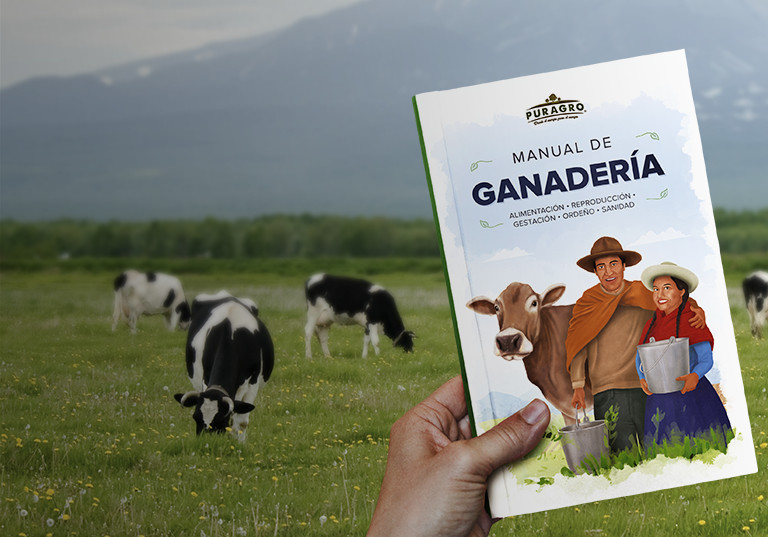 PURAGRO
MANUAL DE
GANADERÍA
ALIMENTACIÓN • REPRODUCCIÓN •
GESTACIÓN • ORDEÑO • SANIDAD